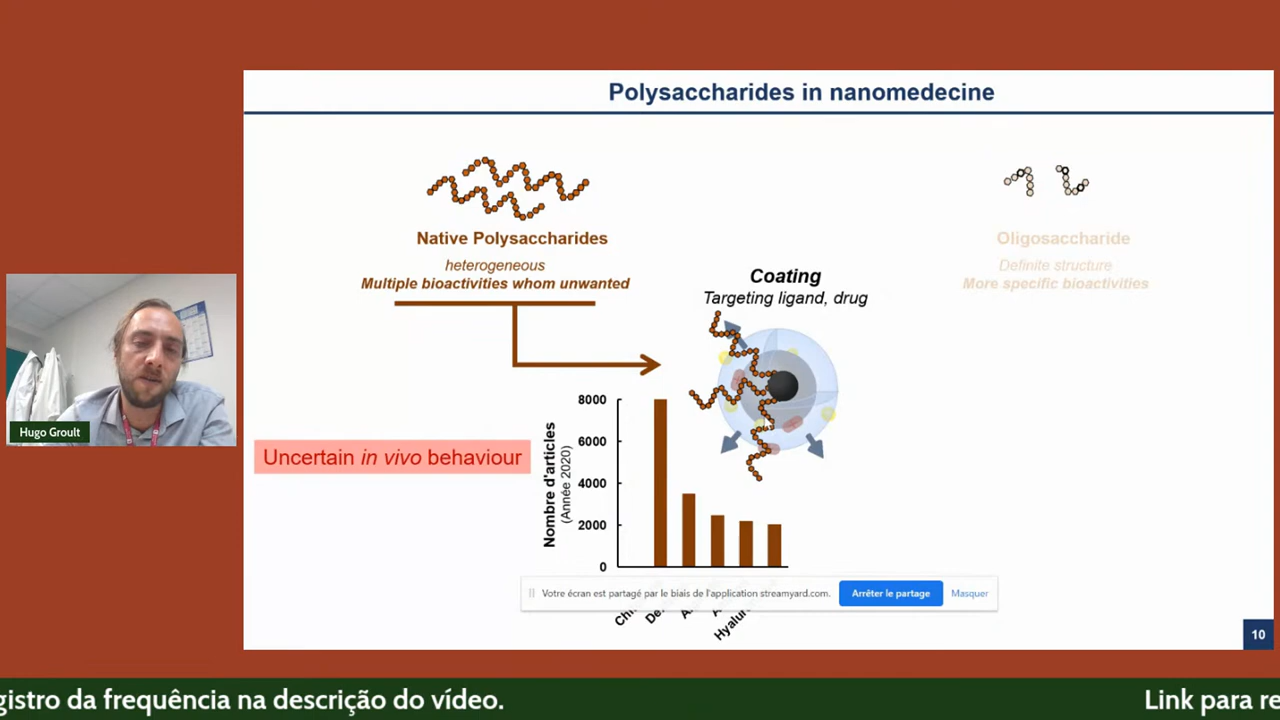 Polysaccharides in nanomedecine
Native Polysaccharides
heterogeneous
Multiple bioactivities whom unwanted
Oligosaccharide
Definite structure
More specific bioactivities
Coating
Targeting ligand, drug
Uncertain in vivo behaviour
Nombre d'articles
(Année 2020)
8000
6000
4000
2000
0
Votre écran est partagé par le biais de l'application streamyard.com.
Arrêter le partage
Masquer
10
Hugo Groult
gistro da frequência na descrição do vídeo.
Link para re